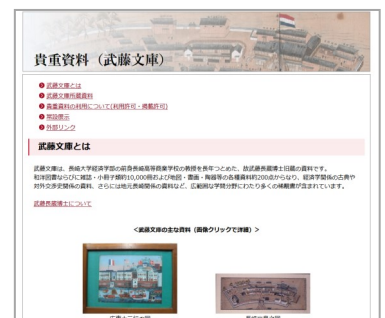 貴重資料（武藤文庫）
武藤文庫とは
武藤文庫所蔵資料
貴重資料の利用について(利用許可・掲載許可)
常設展示
外部リンク
武藤文庫とは
武藤文庫は、長崎大学経済学部の前身長崎高等商業学校の教授を長年つとめた、故武藤長蔵博士旧蔵の資料です。
和洋図書ならびに雑誌・小冊子類約10,000冊および地図・書画・陶器等の各種資料約200点からなり、経済学関係の古典や
対外交渉史関係の資料、さらには地元長崎関係の資料など、広範囲な学問分野にわたり多くの稀覯書が含まれています。
武藤長蔵博士について
<武藤文庫の主な資料（画像クリックで詳細）>